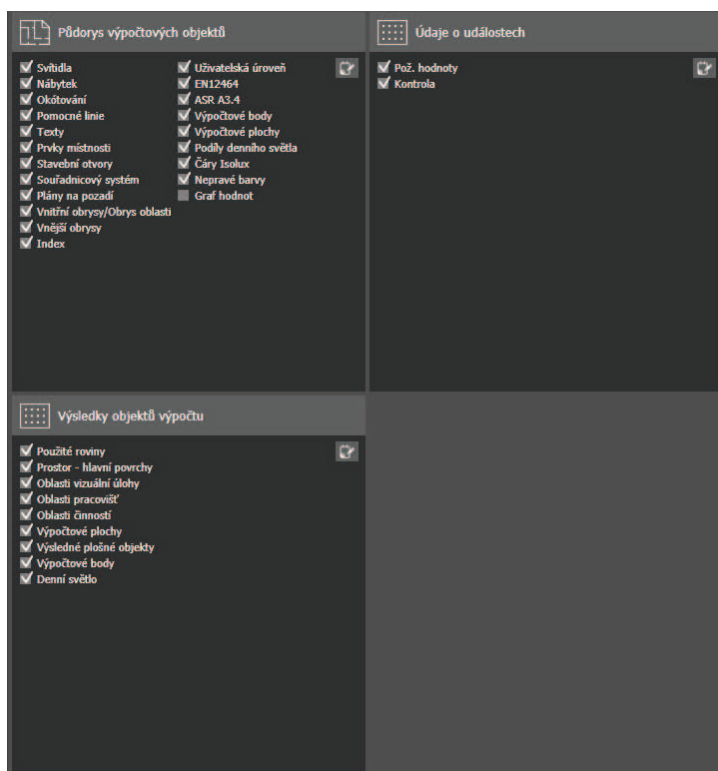 Půdorys výpočtových objektů
Svítidla
Nábytek
Okótování
Pomocné linie
Texty
Prvky místnosti
Stavební otvory
Souřadnicový systém
Plány na pozadí
Vnitřní obrysy/Obrys oblasti
Vnější obrysy
Index
Uživatelská úroveň
EN12464
ASR A3.4
Výpočtové body
Výpočtové plochy
Podíly denního světla
Čáry Isolux
Nepravé barvy
Graf hodnot
Údaje o událostech
Pož. hodnoty
Kontrola
Výsledky objektů výpočtu
Použité roviny
Prostor - hlavní povrchy
Oblasti vizuální úlohy
Oblasti pracovišť
Oblasti činností
Výpočtové plochy
Výsledné plošné objekty
Výpočtové body
Denní světlo